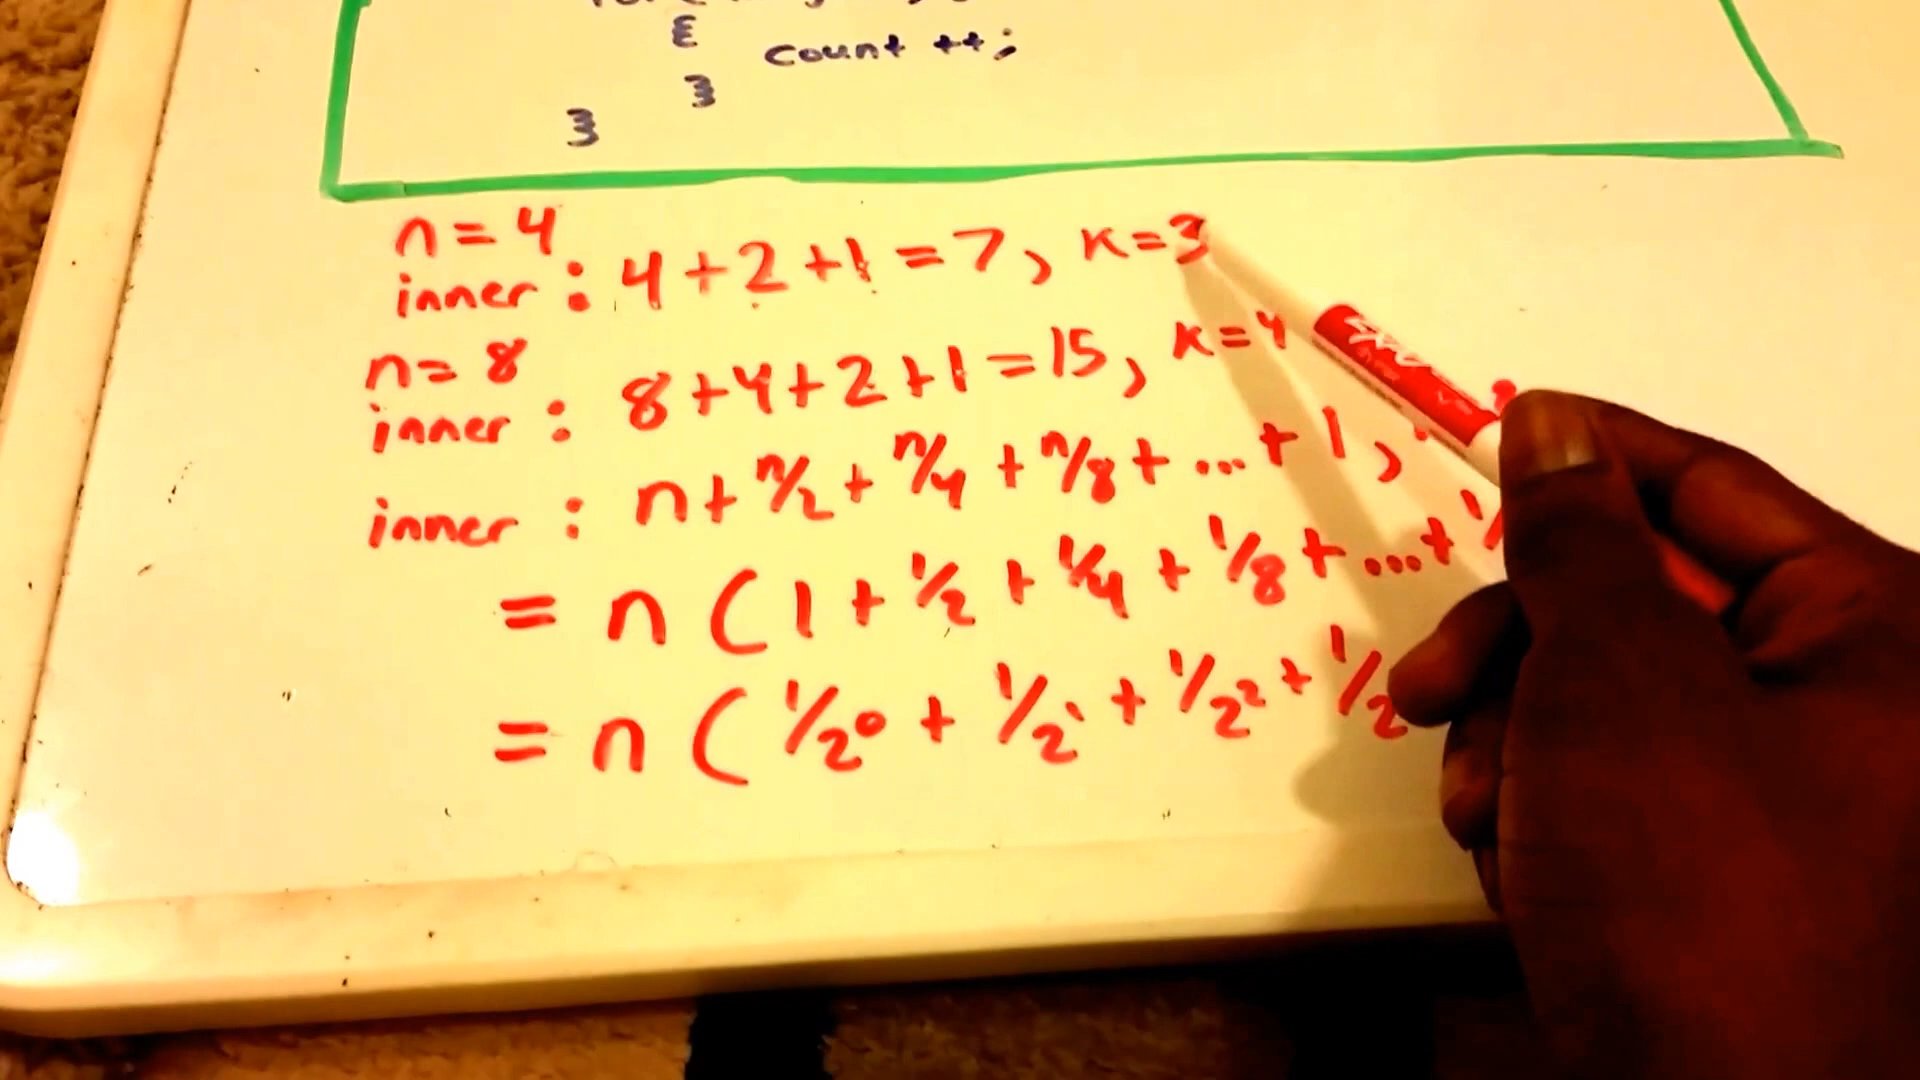 {
count ++;
}
}
n = 4
inner : 4 + 2 + 1 = 7, k = 3
n = 8
inner : 8 + 4 + 2 + 1 = 15, k = 4
inner : n + n/2 + n/4 + n/8 + ... + 1,
= n ( 1 + 1/2 + 1/4 + 1/8 + ... + 1/
= n ( 1/2⁰ + 1/2¹ + 1/2² + 1/2